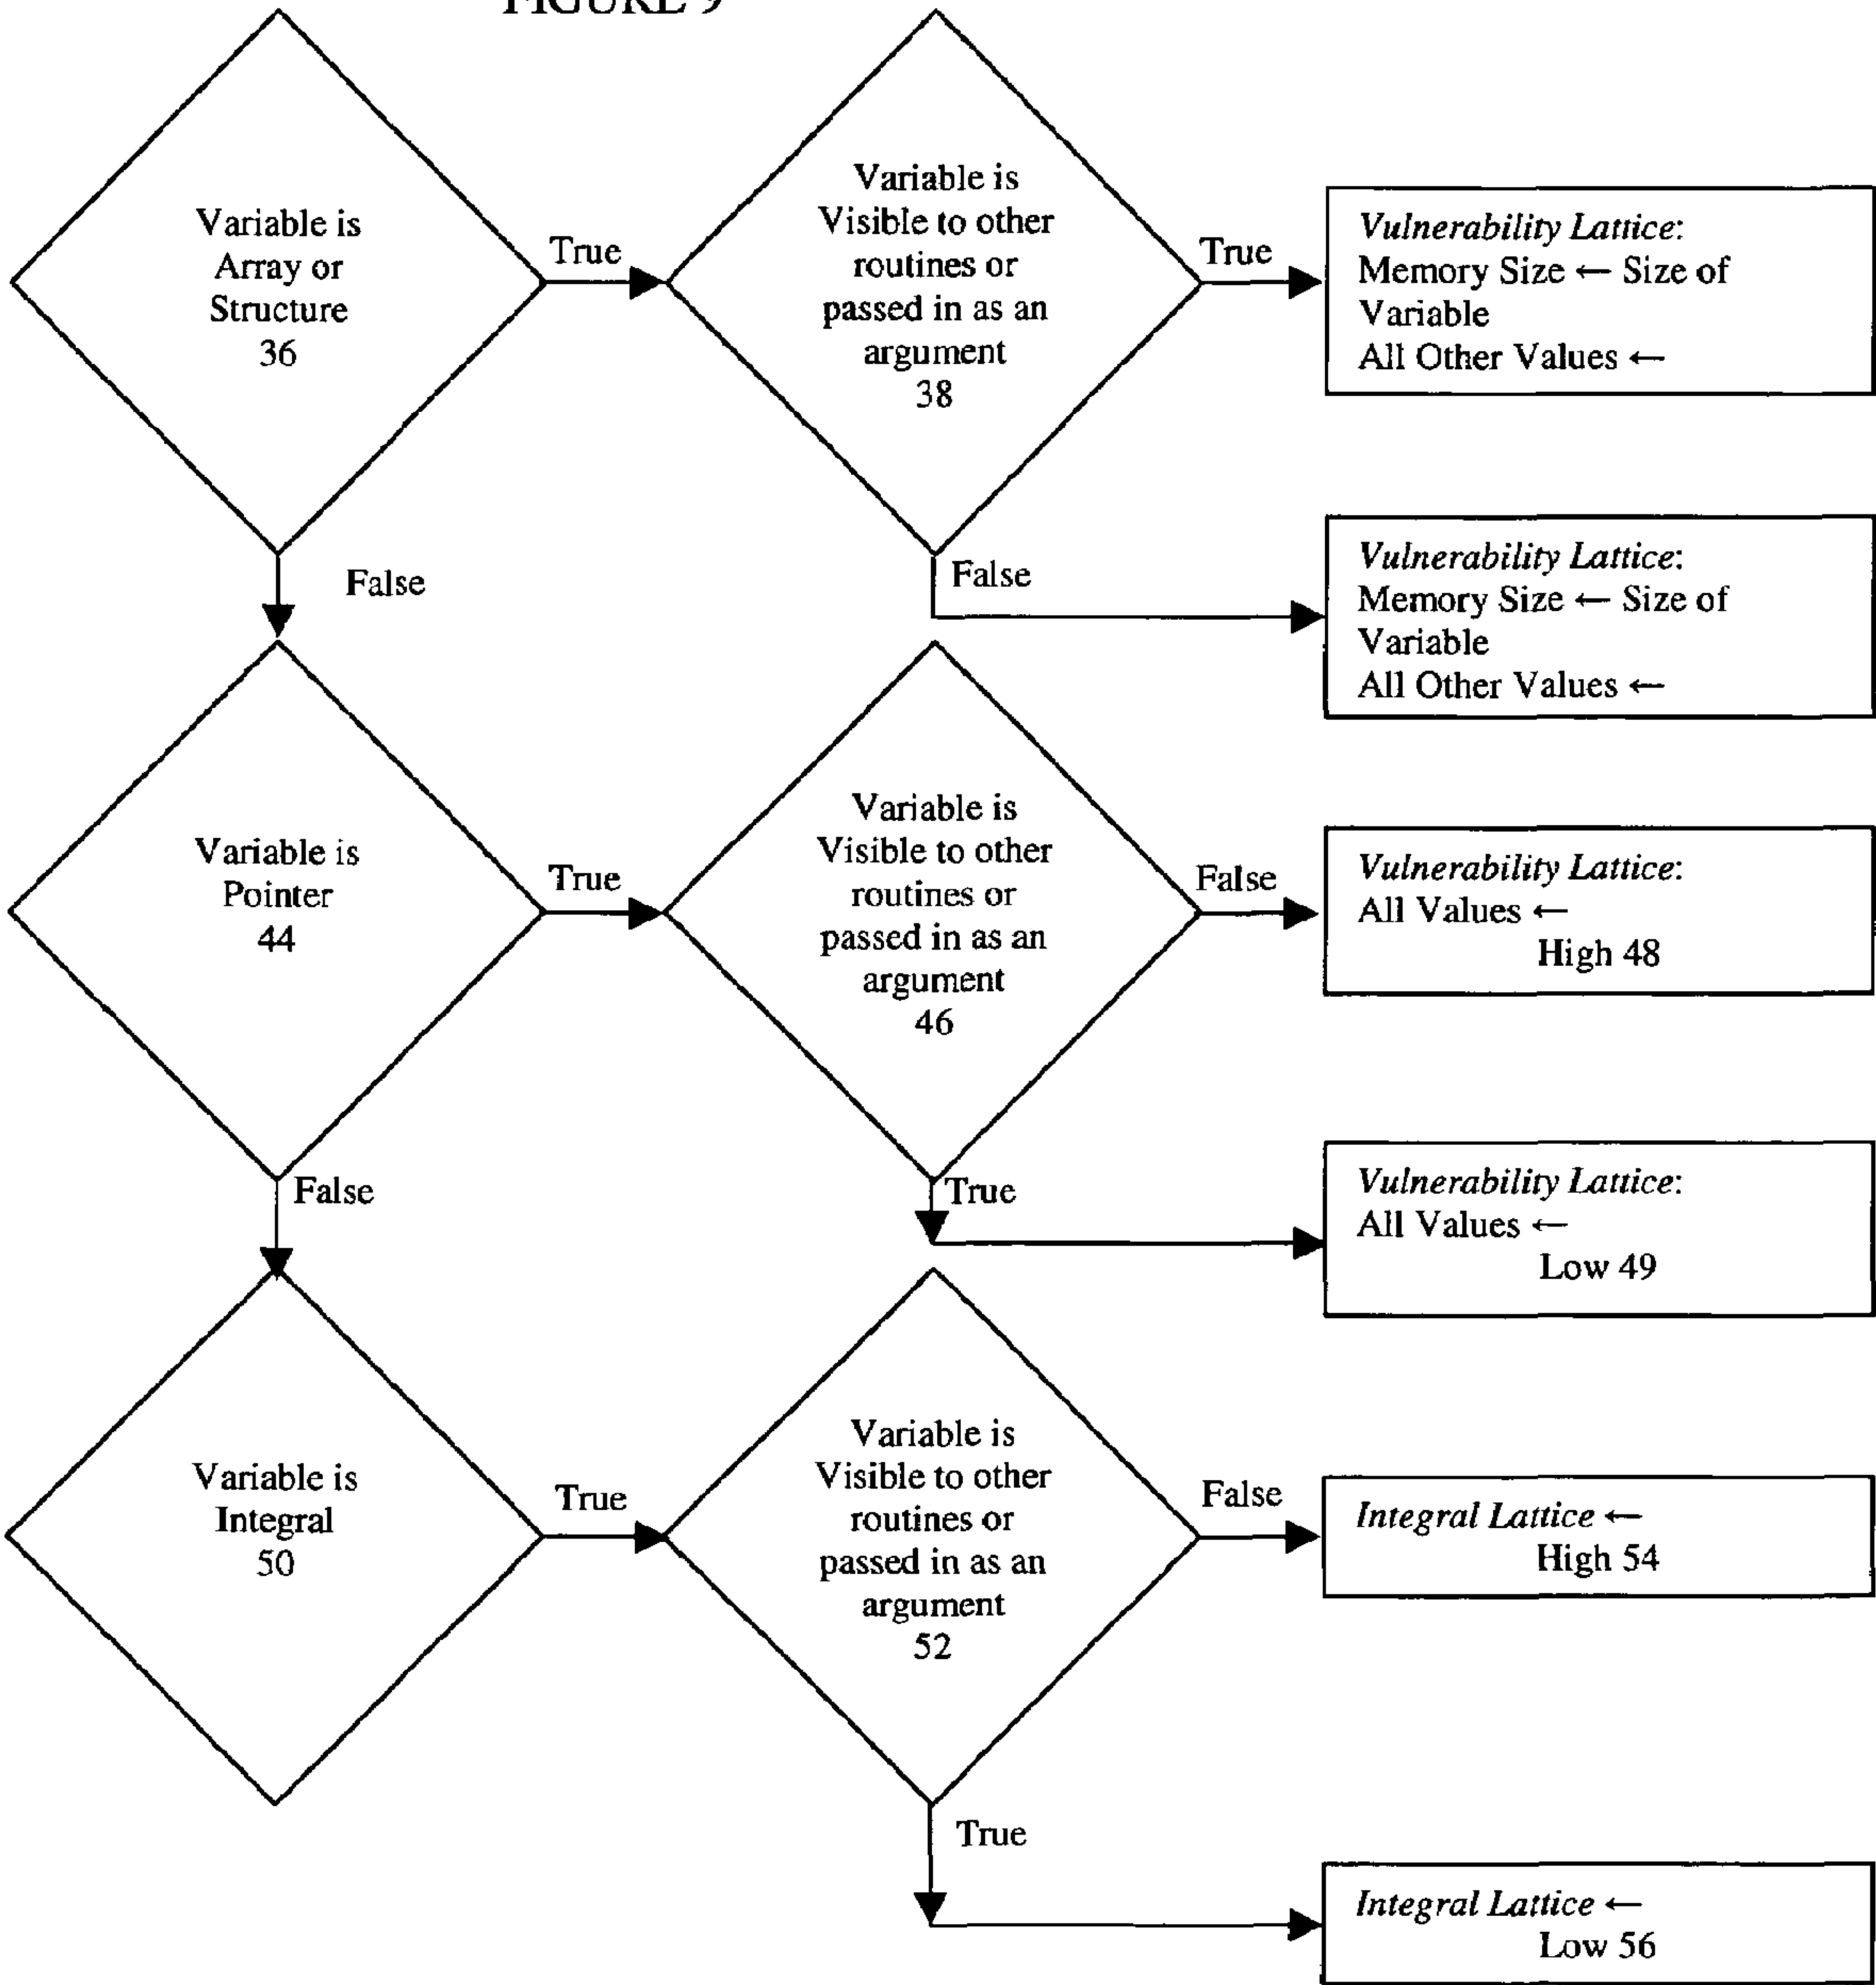 FIGURE 9
Variable is
Array or
Structure
36
True
Variable is
Visible to other
routines or
passed in as an
argument
38
True
Vulnerability Lattice:
Memory Size ← Size of
Variable
All Other Values ←
False
False
Vulnerability Lattice:
Memory Size ← Size of
Variable
All Other Values ←
Variable is
Pointer
44
True
Variable is
Visible to other
routines or
passed in as an
argument
46
False
Vulnerability Lattice:
All Values ←
High 48
False
True
Vulnerability Lattice:
All Values ←
Low 49
Variable is
Integral
50
True
Variable is
Visible to other
routines or
passed in as an
argument
52
False
Integral Lattice ←
High 54
True
Integral Lattice ←
Low 56